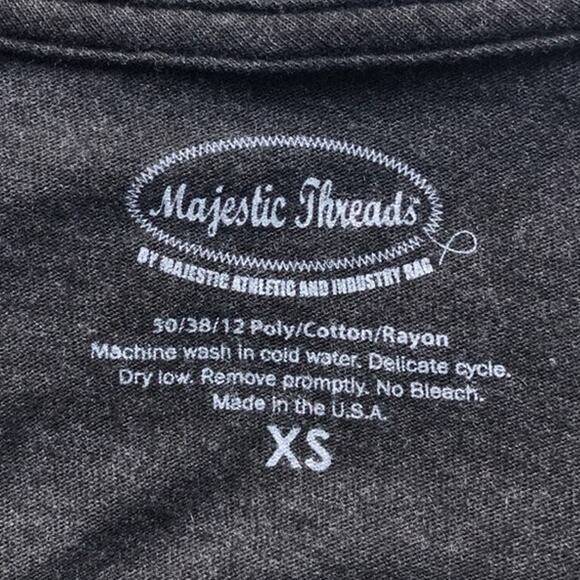 Majestic Threads™
BY MAJESTIC ATHLETIC AND INDUSTRY RAG
50/38/12 Poly/Cotton/Rayon
Machine wash in cold water. Delicate cycle.
Dry low. Remove promptly. No Bleach.
Made in the U.S.A.
XS